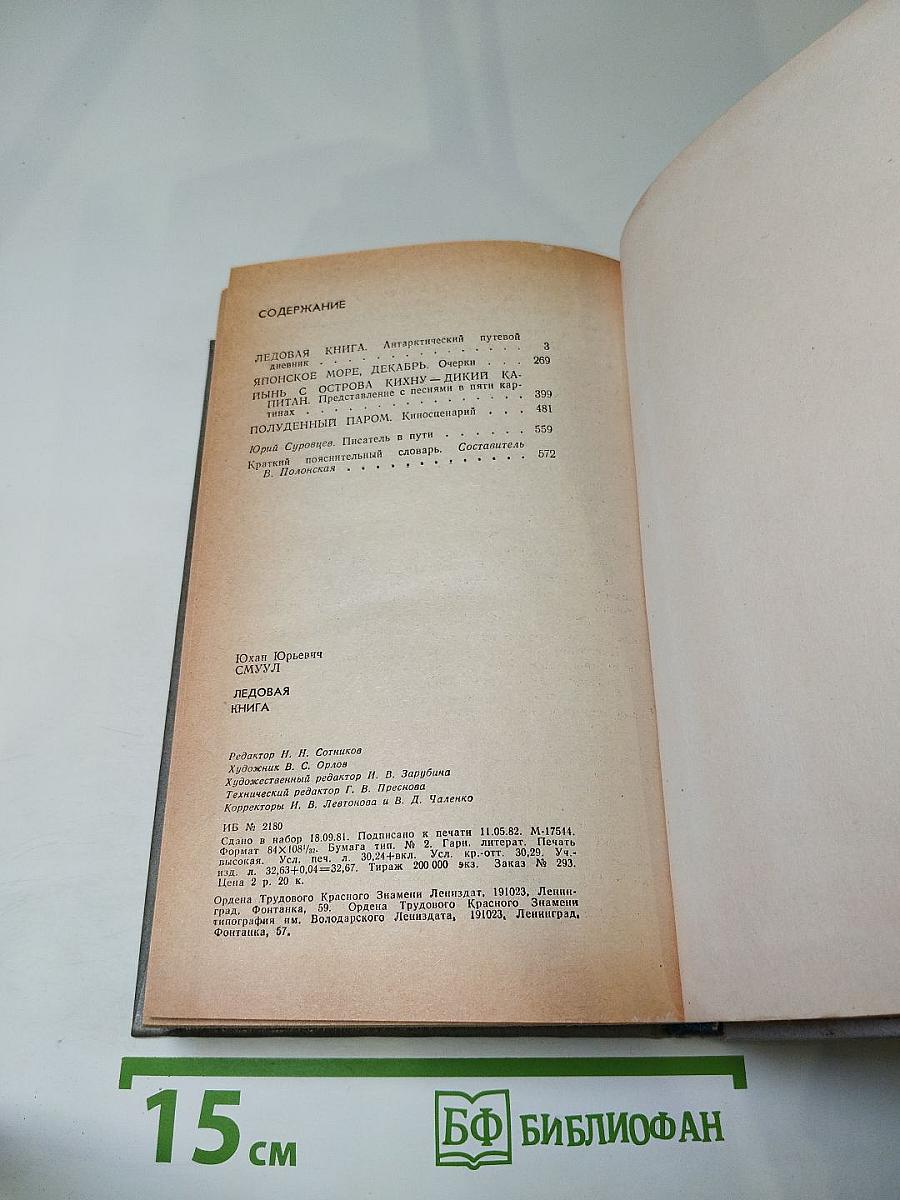 СОДЕРЖАНИЕ
ЛЕДОВАЯ КНИГА. Антарктический путевой
дневник . . . . . . . . . . . . . . . 3
ЯПОНСКОЕ МОРЕ, ДЕКАБРЬ. Очерки . . . 269
ЙЫНЬ С ОСТРОВА КИХНУ — ДИКИЙ КА-
ПИТАН. Представление с песнями в пяти кар-
тинах . . . . . . . . . . . . . . . 399
ПОЛУДЕННЫЙ ПАРОМ. Киносценарий . . . 481
Юрий Суровцев. Писатель в пути . . . . . . 559
Краткий пояснительный словарь. Составитель
В. Полонская . . . . . . . . . . . . . 572
Юхан Юрьевич
СМУУЛ
ЛЕДОВАЯ
КНИГА
Редактор Н. Н. Сотников
Художник В. С. Орлов
Художественный редактор И. В. Зарубина
Технический редактор Г. В. Преснова
Корректоры И. В. Левтонова и В. Д. Чаленко
ИБ № 2180
Сдано в набор 18.09.81. Подписано к печати 11.05.82. М-17544.
Формат 84×108¹/₃₂. Бумага тип. № 2. Гарн. литерат. Печать
высокая. Усл. печ. л. 30,24+вкл. Усл. кр.-отт. 30,29. Уч.-
изд. л. 32,63+0,04=32,67. Тираж 200 000 экз. Заказ № 293.
Цена 2 р. 20 к.
Ордена Трудового Красного Знамени Лениздат, 191023, Ленин-
град, Фонтанка, 59. Ордена Трудового Красного Знамени
типография им. Володарского Лениздата, 191023, Ленинград,
Фонтанка, 57.
15 см
БФ БИБЛИОФАН